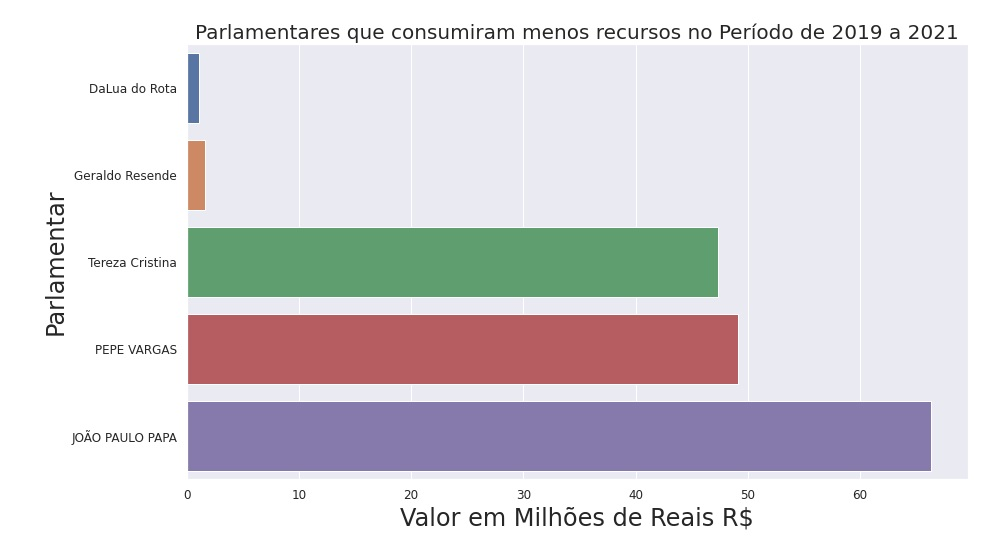 Parlamentares que consumiram menos recursos no Período de 2019 a 2021
Parlamentar
DaLua do Rota
Geraldo Resende
Tereza Cristina
PEPE VARGAS
JOÃO PAULO PAPA
0 10 20 30 40 50 60
Valor em Milhões de Reais R$